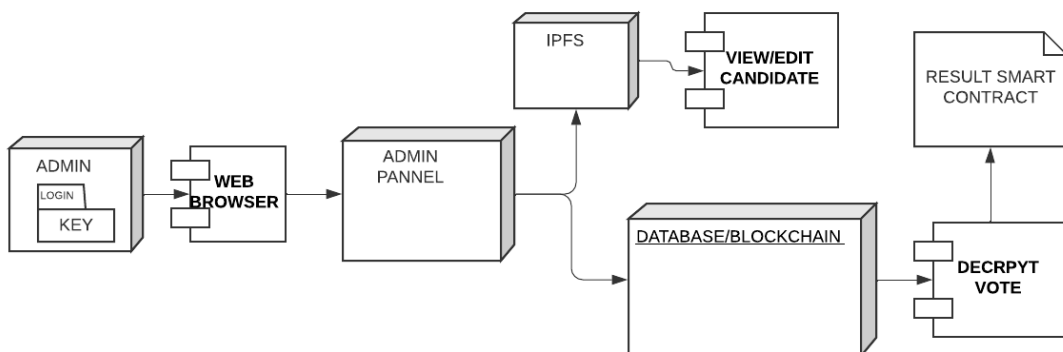 IPFS
VIEW/EDIT
CANDIDATE
RESULT SMART
CONTRACT
ADMIN
LOGIN
KEY
WEB
BROWSER
ADMIN
PANNEL
DATABASE/BLOCKCHAIN
DECRPYT
VOTE